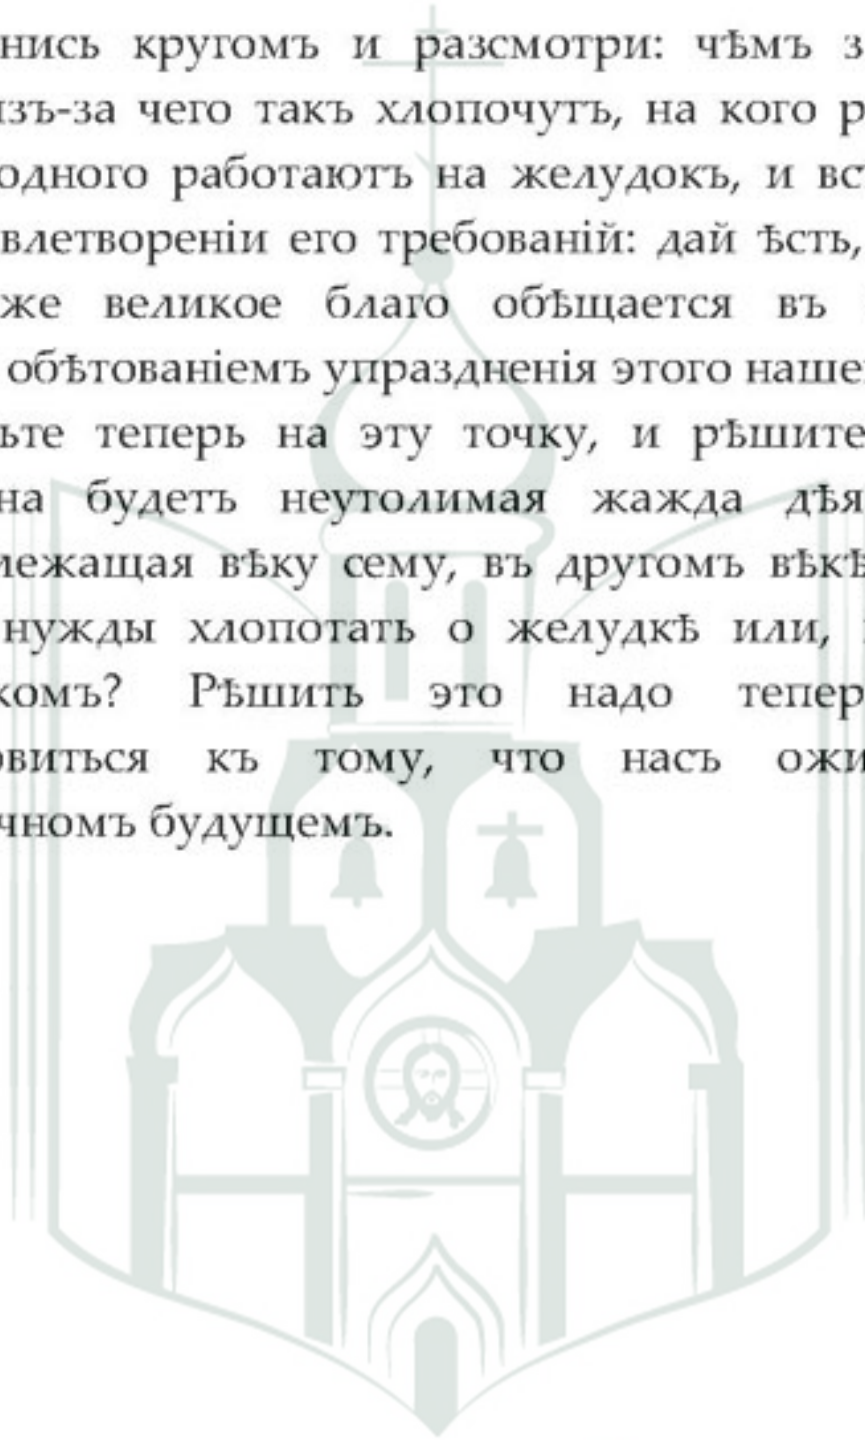 нись кругомъ и разсмотри: чѣмъ з
изъ-за чего такъ хлопочутъ, на кого р
одного работаютъ на желудокъ, и вс
влетвореніи его требованій: дай ѣсть,
же великое благо обѣщается въ
обѣтованіемъ упраздненія этого наше
ьте теперь на эту точку, и рѣшите
на будетъ неутолимая жажда дѣя
лежащая вѣку сему, въ другомъ вѣкѣ
нужды хлопотать о желудкѣ или,
комъ? Рѣшить это надо тепер
овиться къ тому, что насъ ожи
чномъ будущемъ.